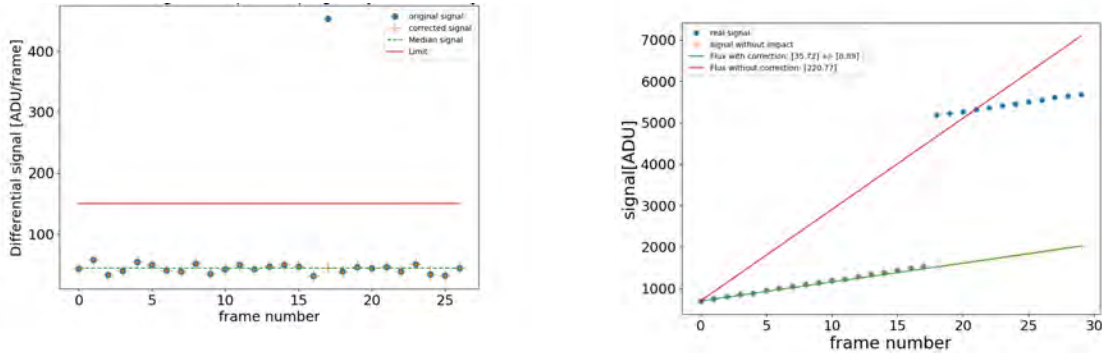 original signal
corrected signal
Median signal
Limit
Differential signal [ADU/frame]
400
300
200
100
0 5 10 15 20 25
frame number
real signal
signal without impact
Flux with correction: [35.72] +/- [0.89]
Flux without correction: [220.77]
signal[ADU]
7000
6000
5000
4000
3000
2000
1000
0 5 10 15 20 25 30
frame number